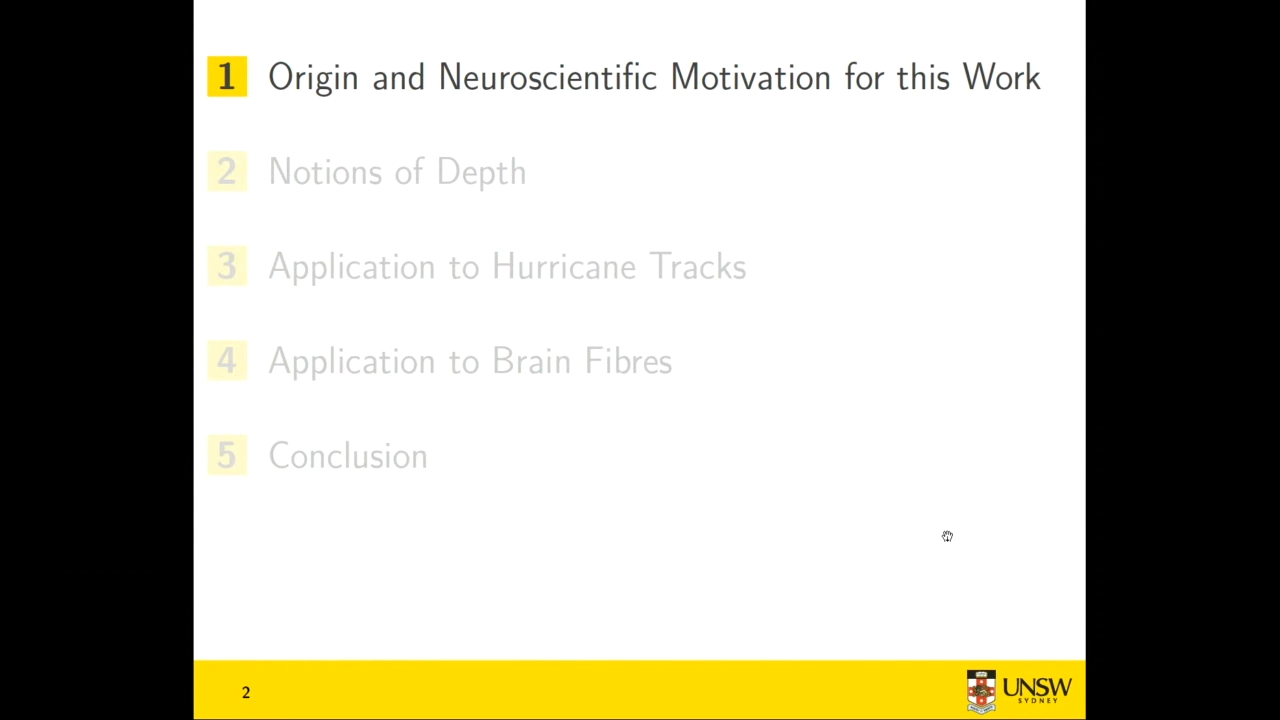 1 Origin and Neuroscientific Motivation for this Work
2 Notions of Depth
3 Application to Hurricane Tracks
4 Application to Brain Fibres
5 Conclusion
2
UNSW
SYDNEY